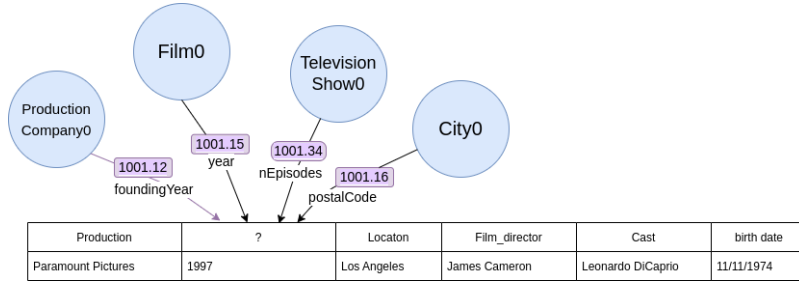 Film0
Television
Show0
Production
Company0
City0
1001.15
year
1001.34
nEpisodes
1001.12
foundingYear
1001.16
postalCode
Production ? Locaton Film_director Cast birth date
Paramount Pictures 1997 Los Angeles James Cameron Leonardo DiCaprio 11/11/1974